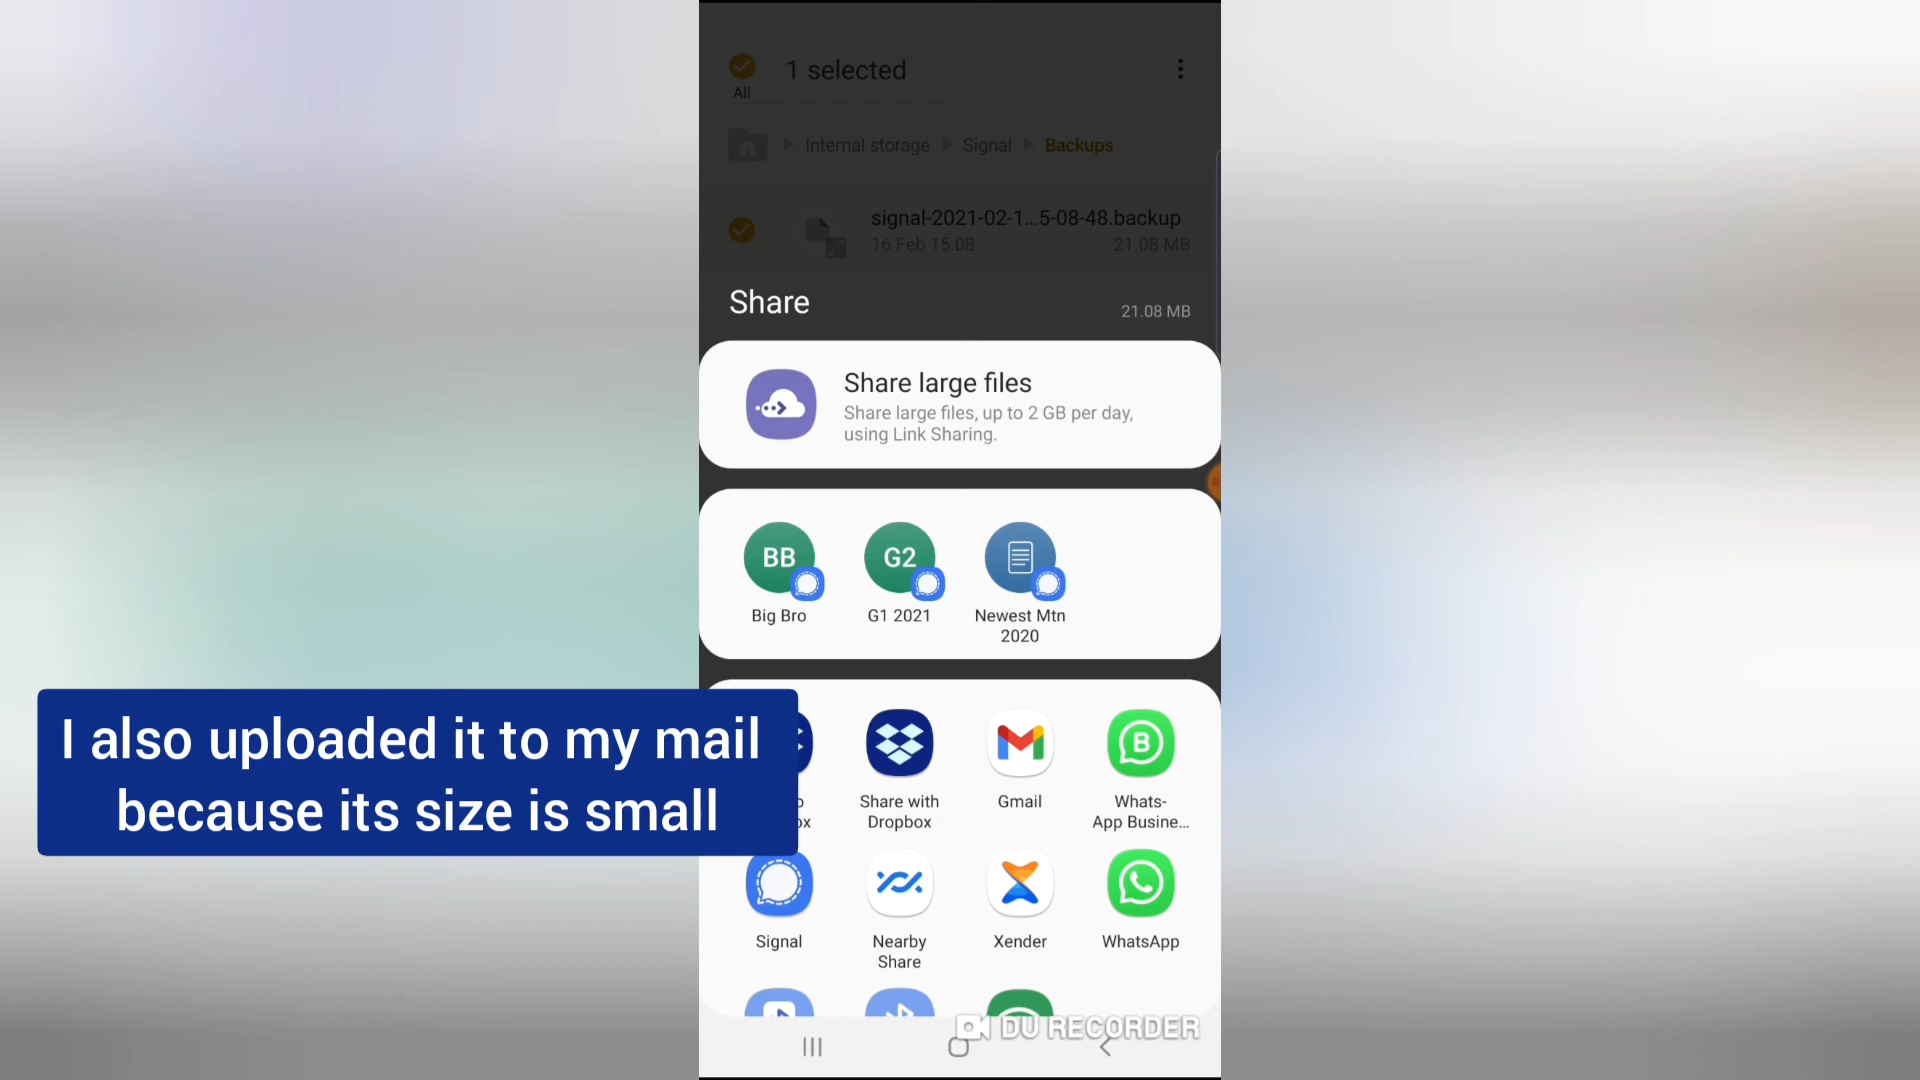 1 selected
All
Internal storage
Signal
Backups
signal-2021-02-1...5-08-48.backup
16 Feb 15:08
21.08 MB
Share
21.08 MB
Share large files
Share large files, up to 2 GB per day,
using Link Sharing.
BB
G2
Big Bro
G1 2021
Newest Mtn
2020
I also uploaded it to my mail
because its size is small
Share with
Dropbox
Gmail
B
Whats-
App Busine...
Signal
Nearby
Share
Xender
WhatsApp
DU RECORDER